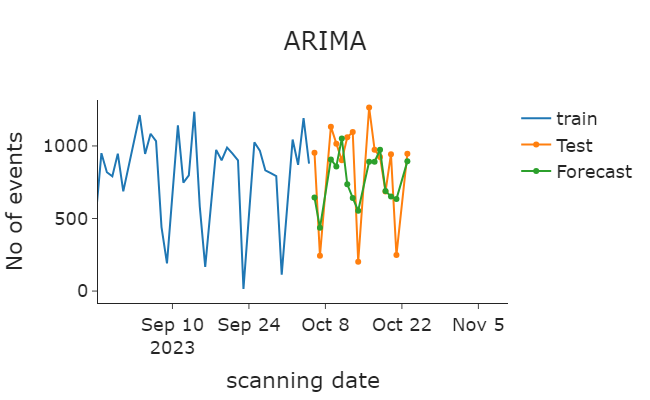 ARIMA
No of events
1000
500
0
Sep 10
2023
Sep 24
Oct 8
Oct 22
Nov 5
scanning date
train
Test
Forecast